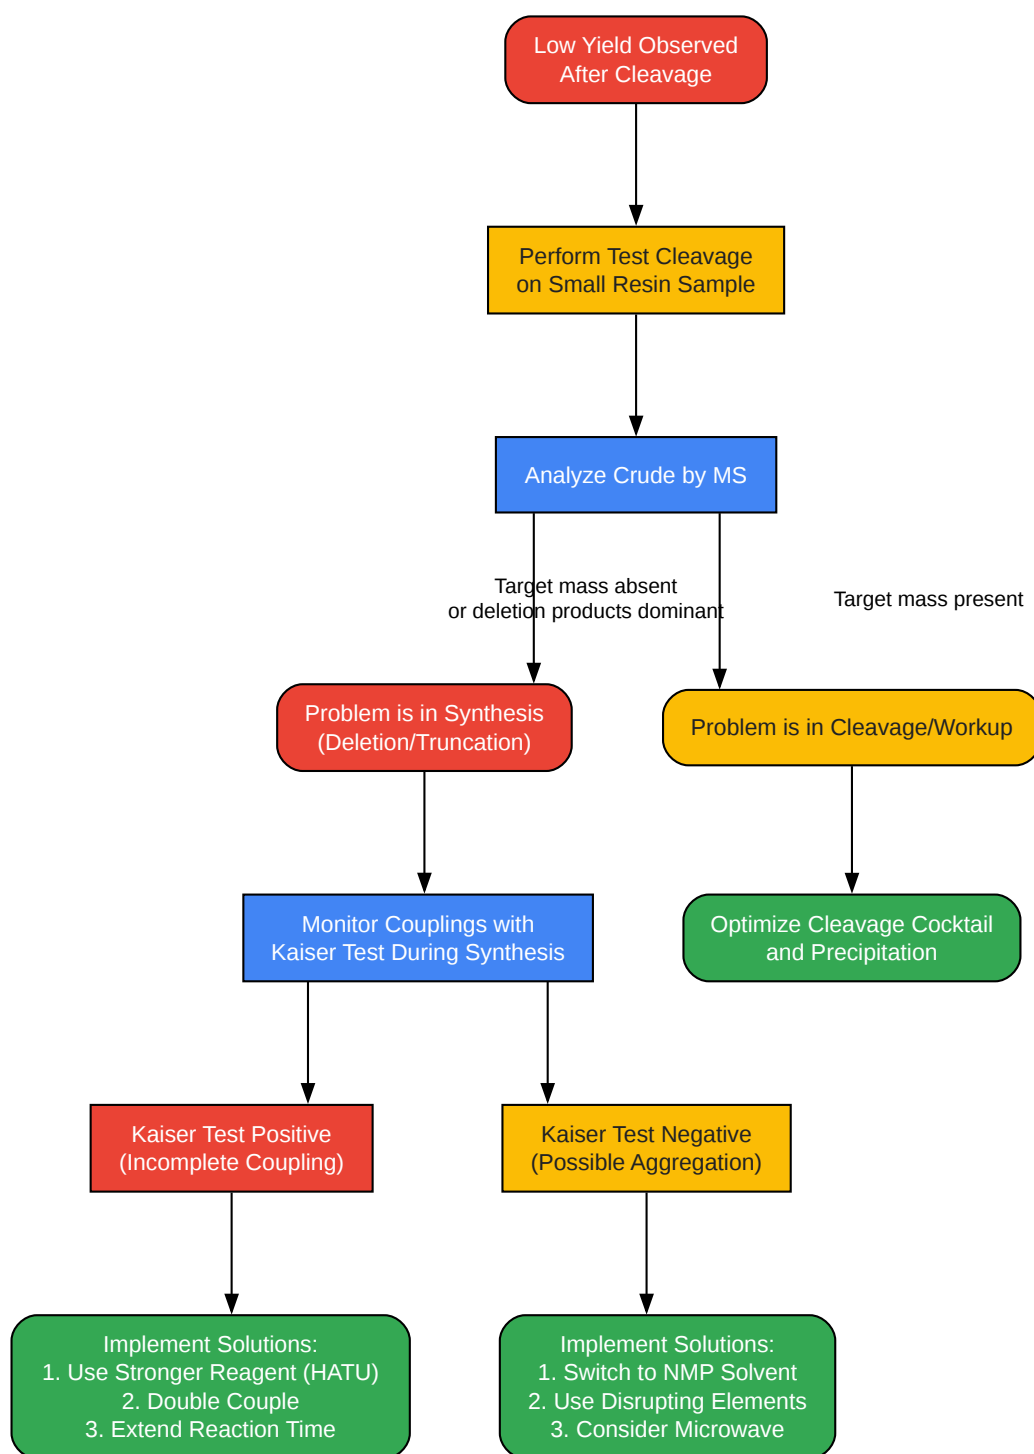 Low Yield Observed
After Cleavage
Perform Test Cleavage
on Small Resin Sample
Analyze Crude by MS
Target mass absent
or deletion products dominant
Target mass present
Problem is in Synthesis
(Deletion/Truncation)
Problem is in Cleavage/Workup
Monitor Couplings with
Kaiser Test During Synthesis
Optimize Cleavage Cocktail
and Precipitation
Kaiser Test Positive
(Incomplete Coupling)
Kaiser Test Negative
(Possible Aggregation)
Implement Solutions:
1. Use Stronger Reagent (HATU)
2. Double Couple
3. Extend Reaction Time
Implement Solutions:
1. Switch to NMP Solvent
2. Use Disrupting Elements
3. Consider Microwave